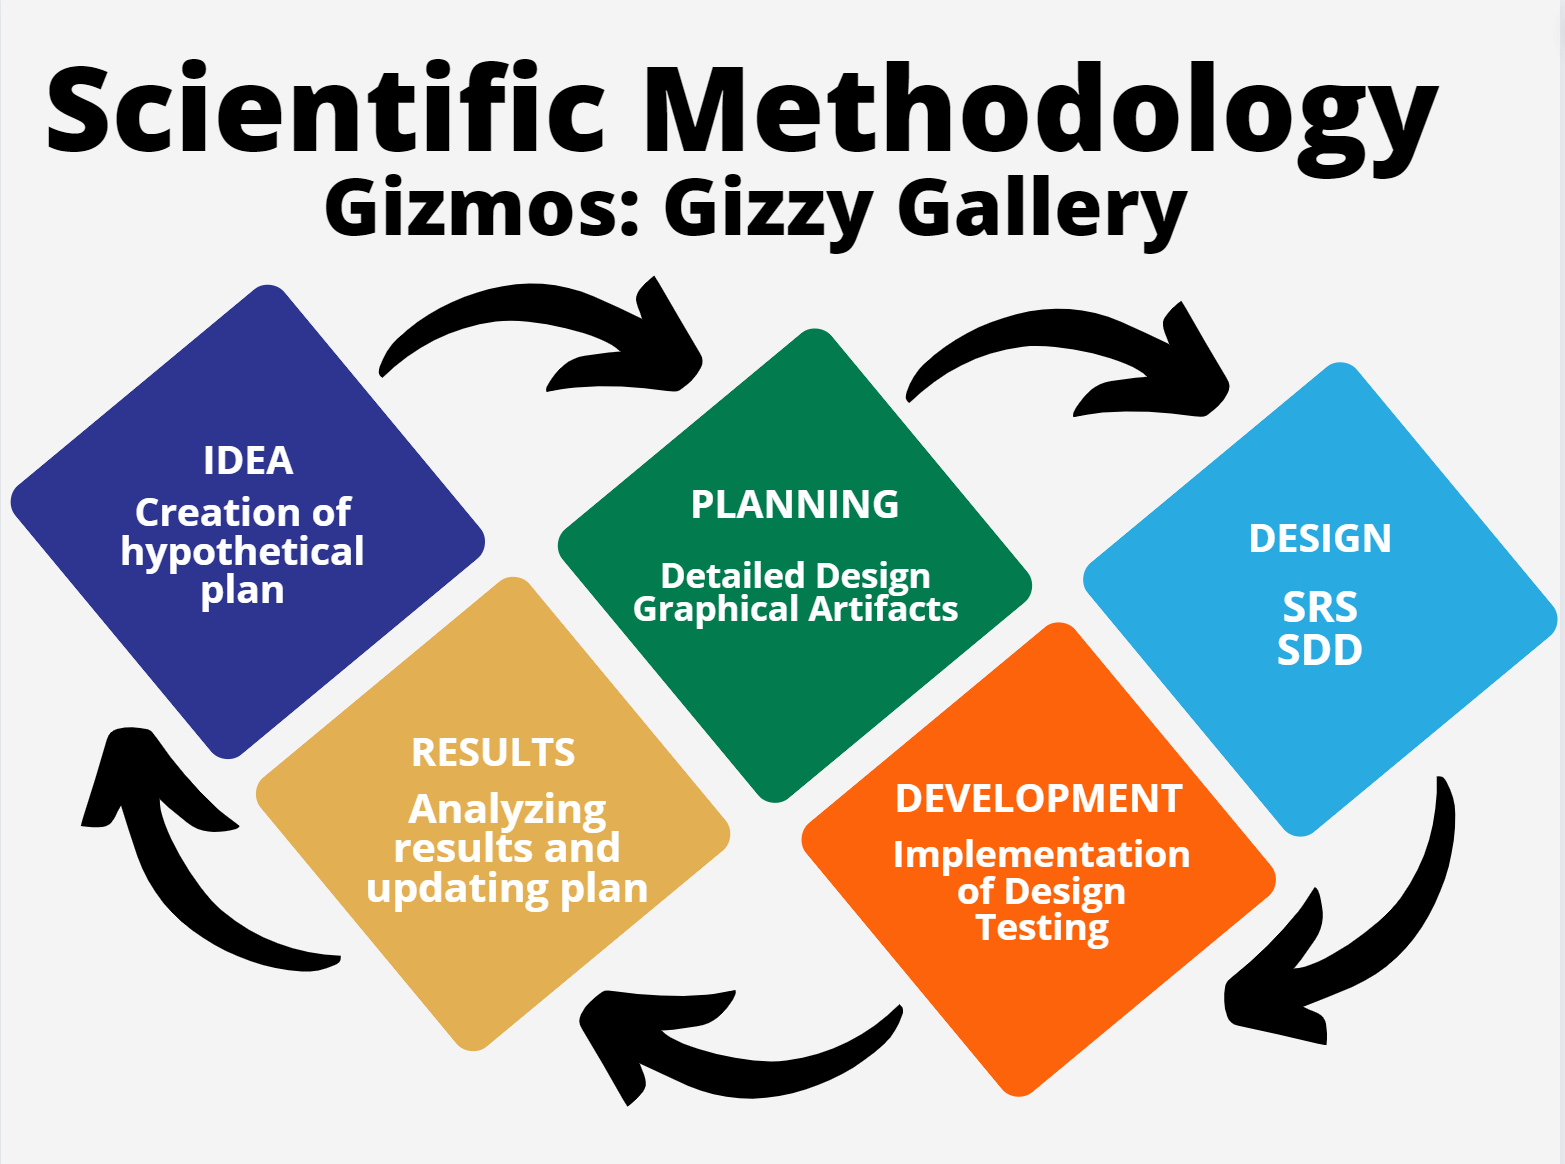 Scientific Methodology
Gizmos: Gizzy Gallery
IDEA
Creation of
hypothetical
plan
PLANNING
Detailed Design
Graphical Artifacts
DESIGN
SRS
SDD
DEVELOPMENT
Implementation
of Design
Testing
RESULTS
Analyzing
results and
updating plan